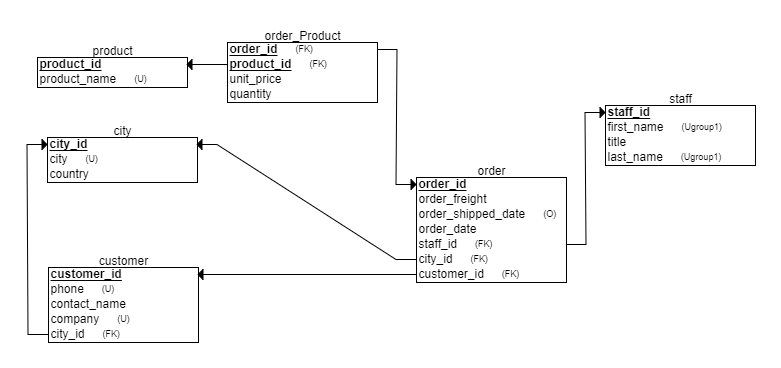 product
product_id
product_name (U)
order_Product
order_id (FK)
product_id (FK)
unit_price
quantity
staff
staff_id
first_name (Ugroup1)
title
last_name (Ugroup1)
city
city_id
city (U)
country
order
order_id
order_freight
order_shipped_date (O)
order_date
staff_id (FK)
city_id (FK)
customer_id (FK)
customer
customer_id
phone (U)
contact_name
company (U)
city_id (FK)